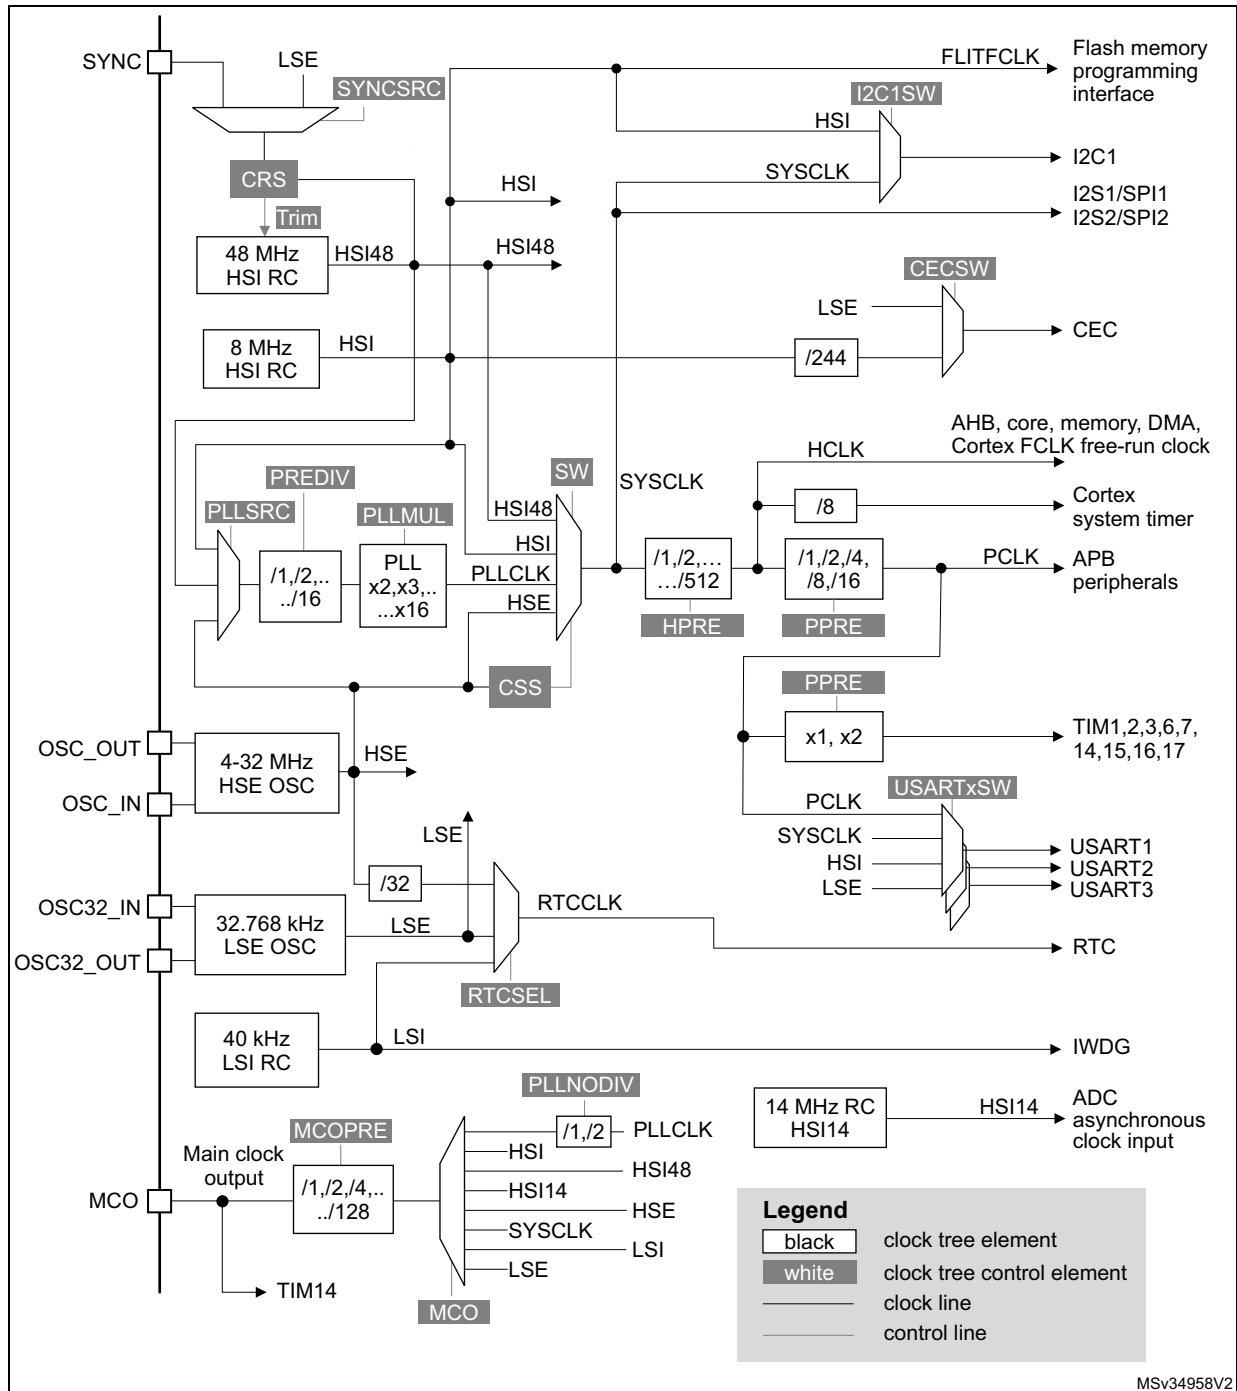 SYNC
LSE
SYNCSRC
FLITFCLK
Flash memory
programming
interface
I2C1SW
HSI
I2C1
SYSCLK
CRS
HSI
I2S1/SPI1
I2S2/SPI2
Trim
48 MHz
HSI RC
HSI48
HSI48
CECSW
LSE
CEC
8 MHz
HSI RC
HSI
/244
AHB, core, memory, DMA,
Cortex FCLK free-run clock
HCLK
PREDIV
SW
SYSCLK
PLLSRC
PLLMUL
HSI48
/8
Cortex
system timer
HSI
/1,/2,..
../16
PLL
x2,x3,..
...x16
PLLCLK
/1,/2,...
.../512
/1,/2,/4,
/8,/16
PCLK
APB
peripherals
HSE
HPRE
PPRE
CSS
PPRE
OSC_OUT
4-32 MHz
HSE OSC
HSE
x1, x2
TIM1,2,3,6,7,
14,15,16,17
OSC_IN
USARTxSW
PCLK
LSE
SYSCLK
USART1
HSI
USART2
/32
LSE
USART3
OSC32_IN
RTCCLK
32.768 kHz
LSE OSC
LSE
RTC
OSC32_OUT
RTCSEL
40 kHz
LSI RC
LSI
IWDG
PLLNODIV
14 MHz RC
HSI14
HSI14
ADC
asynchronous
clock input
/1,/2
PLLCLK
MCOPRE
HSI
Main clock
output
HSI48
MCO
/1,/2,/4,..
../128
HSI14
HSE
SYSCLK
LSI
LSE
TIM14
MCO
Legend
black clock tree element
white clock tree control element
clock line
control line
MSv34958V2